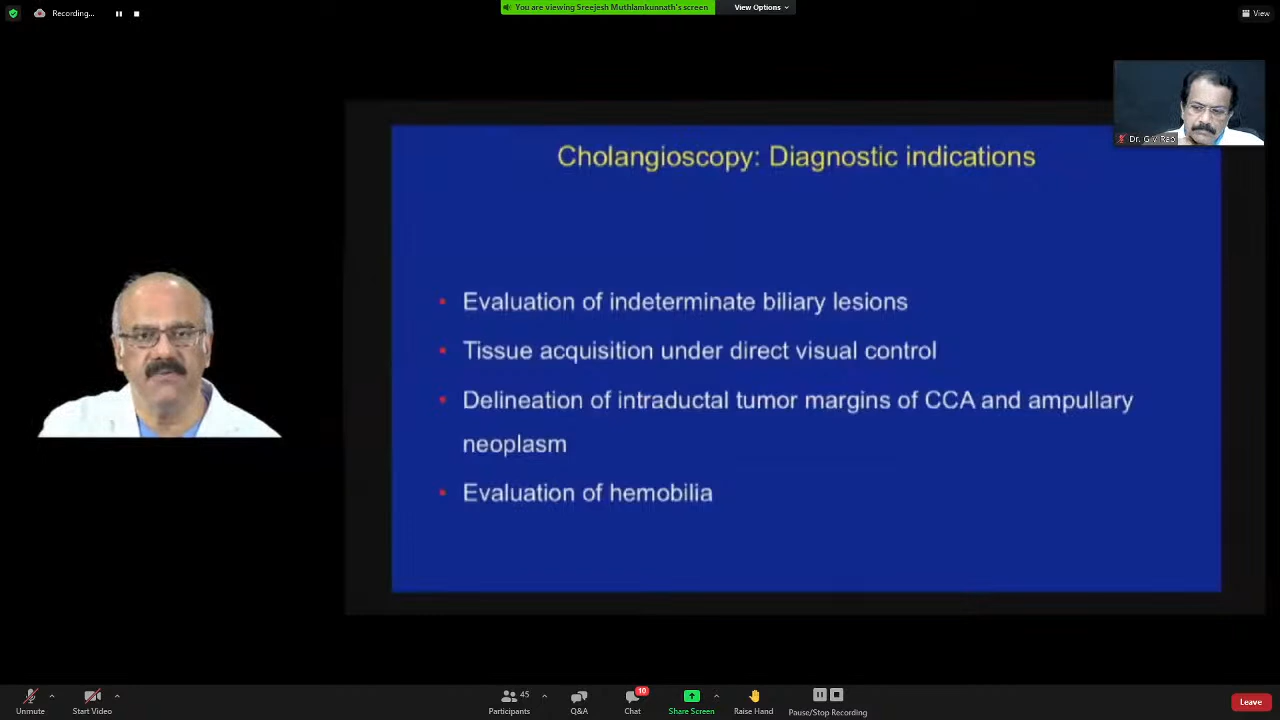 Recording...
You are viewing Sreejesh Muthlamkunnath's screen
View Options
View
Dr. G V Rao
Cholangioscopy: Diagnostic indications
• Evaluation of indeterminate biliary lesions
• Tissue acquisition under direct visual control
• Delineation of intraductal tumor margins of CCA and ampullary
neoplasm
• Evaluation of hemobilia
Unmute
Start Video
45
Participants
Q&A
10
Chat
Share Screen
Raise Hand
Pause/Stop Recording
Leave